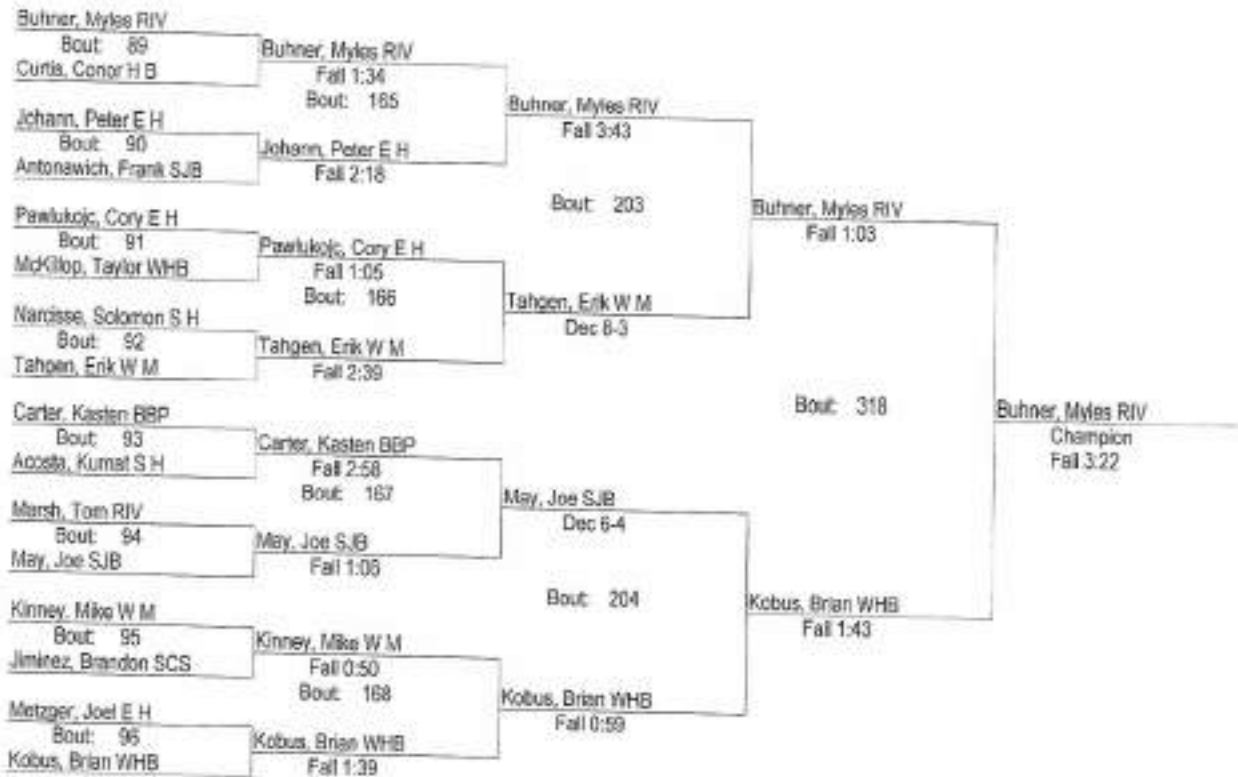 Buhner, Myles RIV
Bout: 89
Curtis, Conor H B
Johann, Peter E H
Bout: 90
Antonawich, Frank SJB
Pawlukojc, Cory E H
Bout: 91
McKillop, Taylor WHB
Narcisse, Solomon S H
Bout: 92
Tahgen, Erik W M
Carter, Kasten BBP
Bout: 93
Acosta, Kumat S H
Marsh, Tom RIV
Bout: 94
May, Joe SJB
Kinney, Mike W M
Bout: 95
Jiminez, Brandon SCS
Metzger, Joel E H
Bout: 96
Kobus, Brian WHB
Buhner, Myles RIV
Fall 1:34
Bout: 165
Johann, Peter E H
Fall 2:18
Pawlukojc, Cory E H
Fall 1:05
Bout: 166
Tahgen, Erik W M
Fall 2:39
Carter, Kasten BBP
Fall 2:58
Bout: 167
May, Joe SJB
Fall
Kinney, Mike W M
Fall 0:50
Bout: 168
Kobus, Brian WHB
Fall 1:39
Buhner, Myles RIV
Fall 3:43
Bout: 203
Tahgen, Erik W M
Dec
May, Joe SJB
Dec 6-4
Bout: 204
Kobus, Brian WHB
Fall 0:59
Buhner, Myles RIV
Fall 1:03
Bout: 318
Kobus, Brian WHB
Fall 1:43
Buhner, Myles RIV
Champion
Fall 3:22